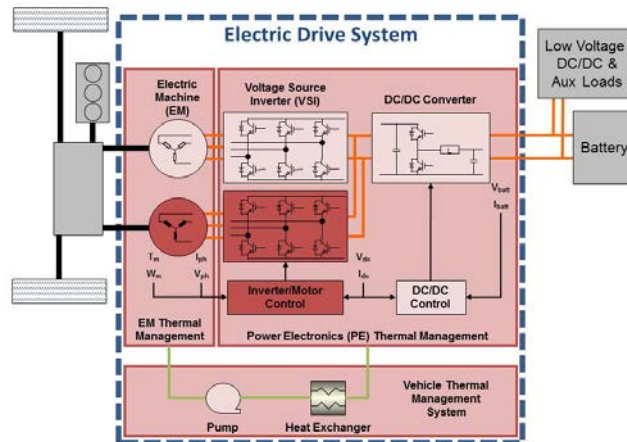 Electric Drive System
Low Voltage
DC/DC &
Aux Loads
Battery
Electric
Machine
(EM)
Voltage Source
Inverter (VSI)
DC/DC Converter
Vbatt
Ibatt
Tm
Iph
Wm
Vph
Vdc
Idc
Inverter/Motor
Control
DC/DC
Control
EM Thermal
Management
Power Electronics (PE) Thermal Management
Vehicle Thermal
Management
System
Pump
Heat Exchanger